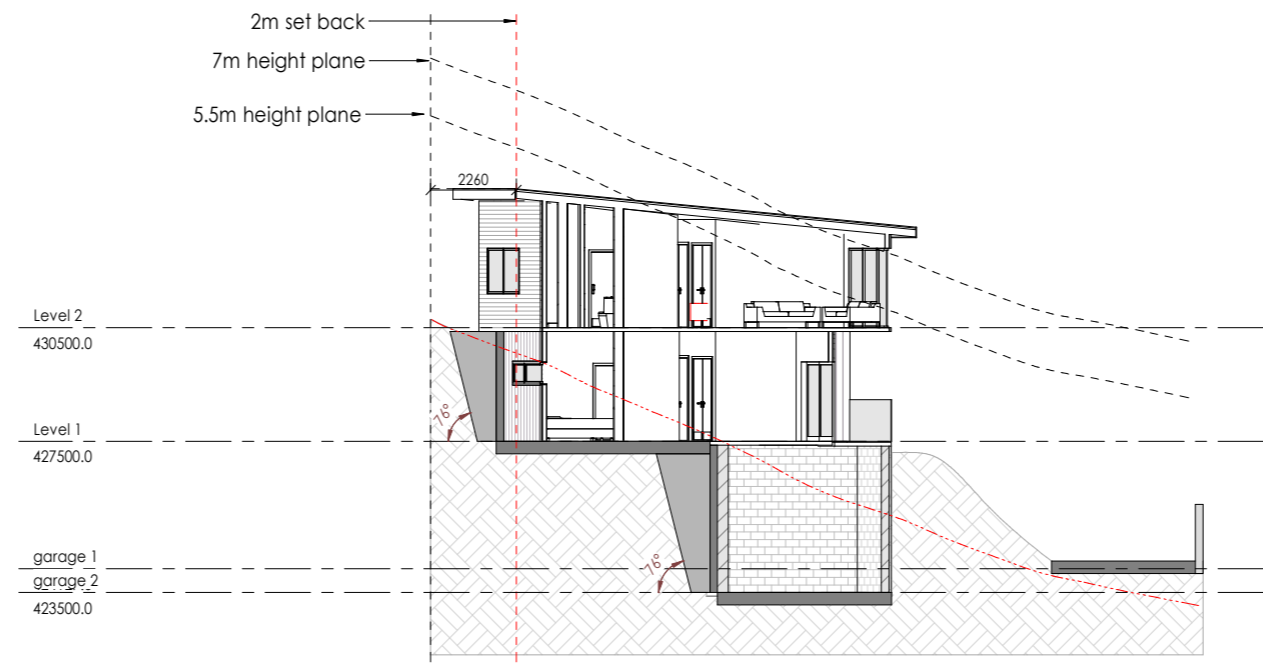 2m set back
7m height plane
5.5m height plane
2260
Level 2
430500.0
76°
Level 1
427500.0
garage 1
76°
garage 2
423500.0